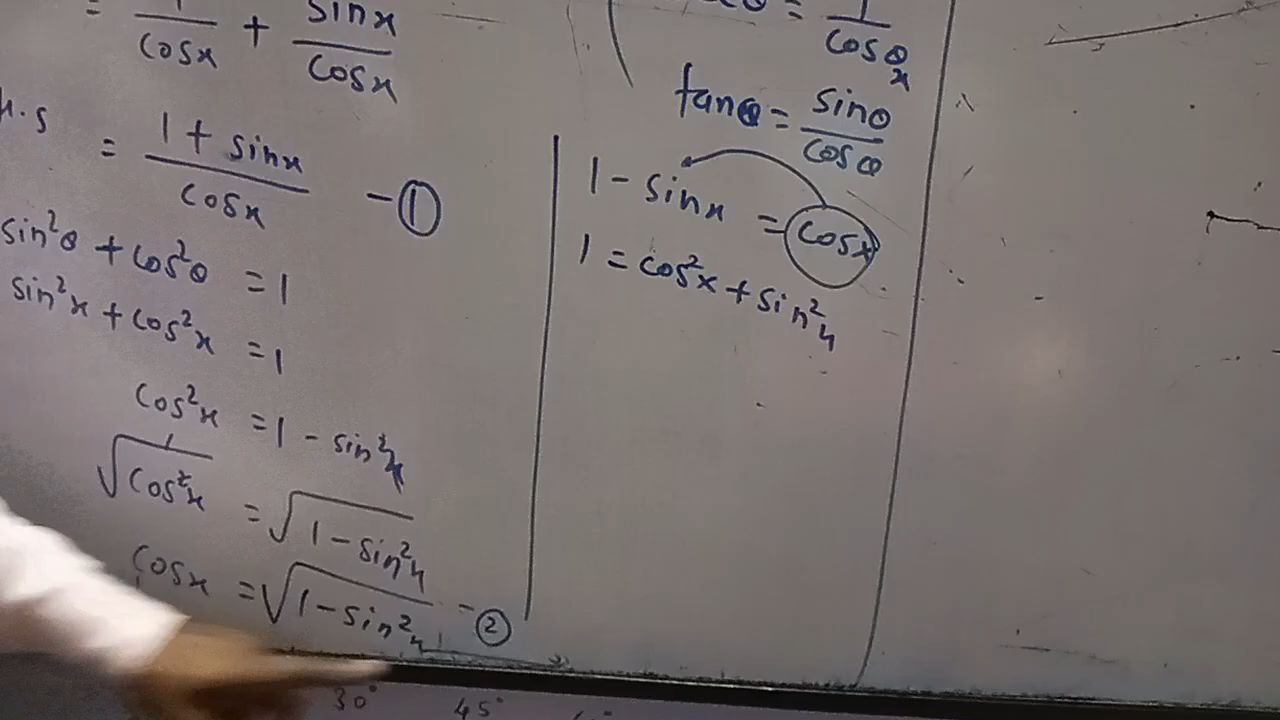 = 1/cosx + sinx/cosx
H.S
= 1 + sinx/cosx - ①
sin²θ + cos²θ = 1
sin²x + cos²x = 1
cos²x = 1 - sin²x
√cos²x = √1 - sin²x
cosx = √1 - sin²x - ②
30° 45°
= 1/cosθ
x
tanθ = sinθ/cosθ
1 - sinx = cosx
1 = cos²x + sin²x